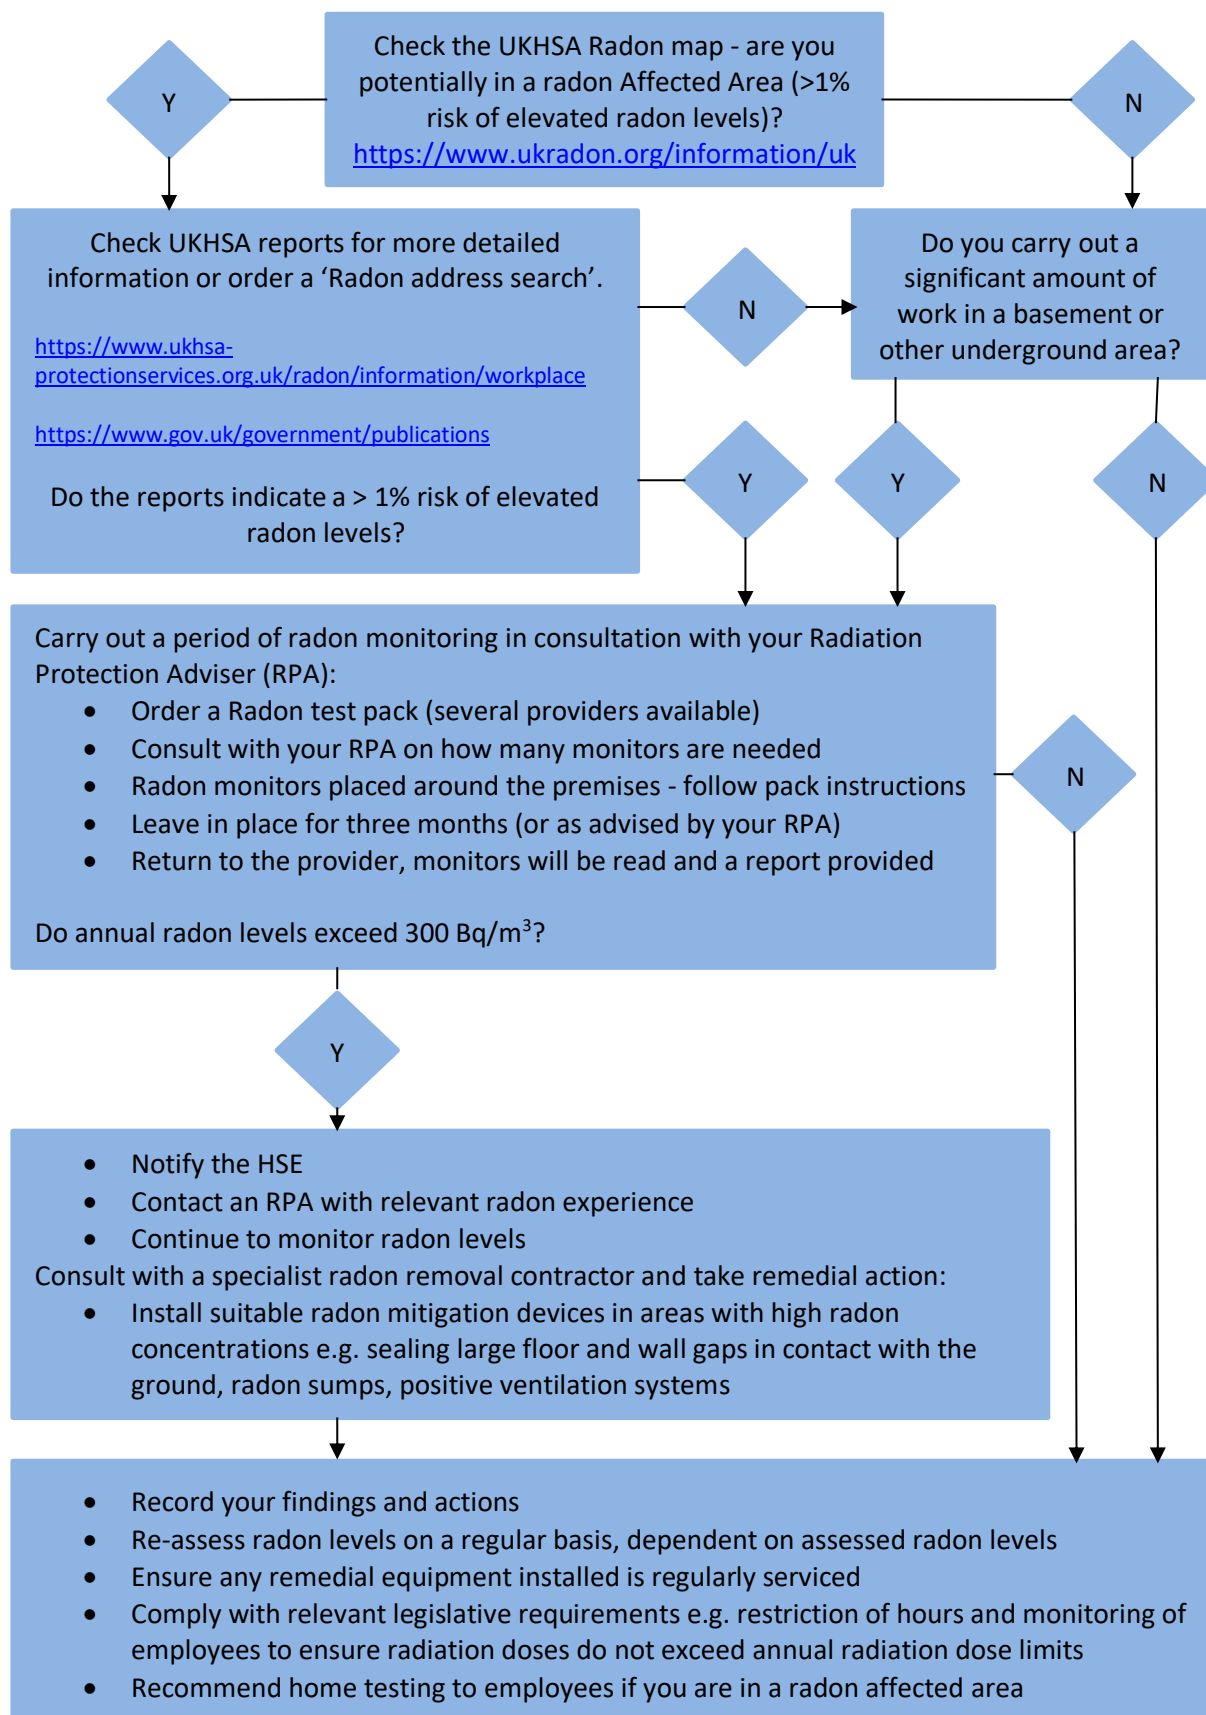 Check the UKHSA Radon map - are you
potentially in a radon Affected Area (>1%
risk of elevated radon levels)?
https://www.ukradon.org/information/uk
Y
N
Check UKHSA reports for more detailed
information or order a ‘Radon address search’.
https://www.ukhsa-
protectionservices.org.uk/radon/information/workplace
https://www.gov.uk/government/publications
Do the reports indicate a > 1% risk of elevated
radon levels?
N
Do you carry out a
significant amount of
work in a basement or
other underground area?
Y
Y
N
Carry out a period of radon monitoring in consultation with your Radiation
Protection Adviser (RPA):
• Order a Radon test pack (several providers available)
• Consult with your RPA on how many monitors are needed
• Radon monitors placed around the premises - follow pack instructions
• Leave in place for three months (or as advised by your RPA)
• Return to the provider, monitors will be read and a report provided
Do annual radon levels exceed 300 Bq/m³?
N
Y
• Notify the HSE
• Contact an RPA with relevant radon experience
• Continue to monitor radon levels
Consult with a specialist radon removal contractor and take remedial action:
• Install suitable radon mitigation devices in areas with high radon
concentrations e.g. sealing large floor and wall gaps in contact with the
ground, radon sumps, positive ventilation systems
• Record your findings and actions
• Re-assess radon levels on a regular basis, dependent on assessed radon levels
• Ensure any remedial equipment installed is regularly serviced
• Comply with relevant legislative requirements e.g. restriction of hours and monitoring of
employees to ensure radiation doses do not exceed annual radiation dose limits
• Recommend home testing to employees if you are in a radon affected area